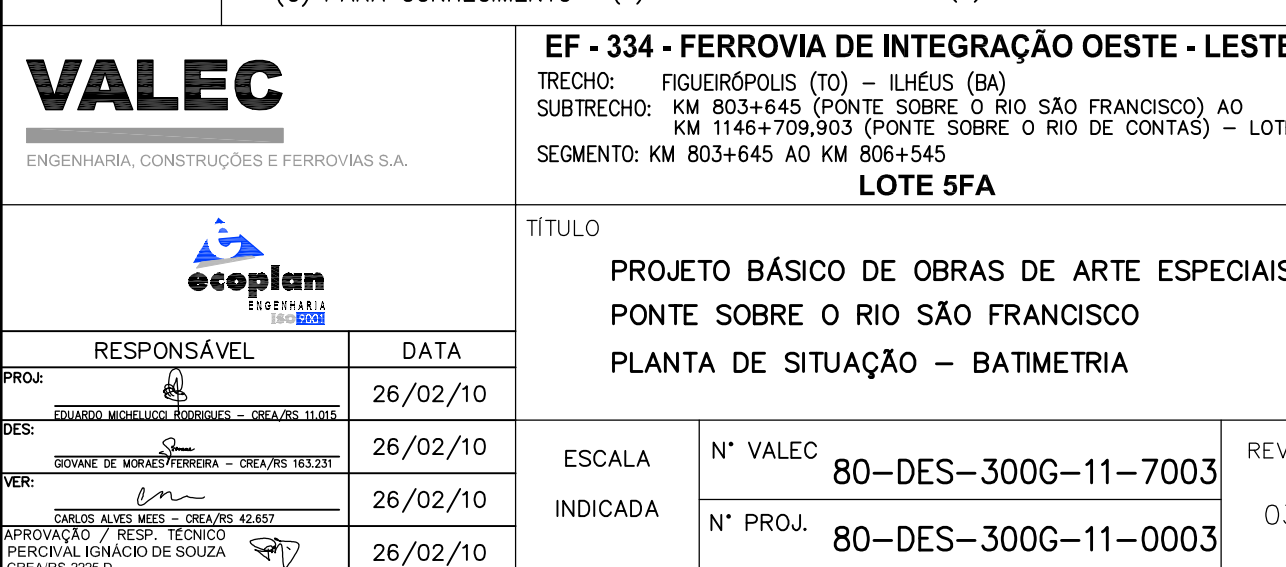 VALEC
ENGENHARIA, CONSTRUÇÕES E FERROVIAS S.A.
EF - 334 - FERROVIA DE INTEGRAÇÃO OESTE - LESTE
TRECHO: FIGUEIRÓPOLIS (TO) – ILHÉUS (BA)
SUBTRECHO: KM 803+645 (PONTE SOBRE O RIO SÃO FRANCISCO) AO
KM 1146+709,903 (PONTE SOBRE O RIO DE CONTAS) –
SEGMENTO: KM 803+645 AO KM 806+545
LOTE 5FA
ecoplan
ENGENHARIA
ISO 9001
TÍTULO
PROJETO BÁSICO DE OBRAS DE ARTE ESPECIAIS
PONTE SOBRE O RIO SÃO FRANCISCO
PLANTA DE SITUAÇÃO – BATIMETRIA
RESPONSÁVEL DATA
PROJ: 26/02/10
EDUARDO MICHELUCCI RODRIGUES – CREA/RS 11.015
DES: 26/02/10
GIOVANE DE MORAES FERREIRA – CREA/RS 163.231
VER: 26/02/10
CARLOS ALVES MEES – CREA/RS 42.657
APROVAÇÃO / RESP. TÉCNICO
PERCIVAL IGNÁCIO DE SOUZA 26/02/10
ESCALA
INDICADA
N° VALEC 80–DES–300G–11–7003
N° PROJ. 80–DES–300G–11–0003